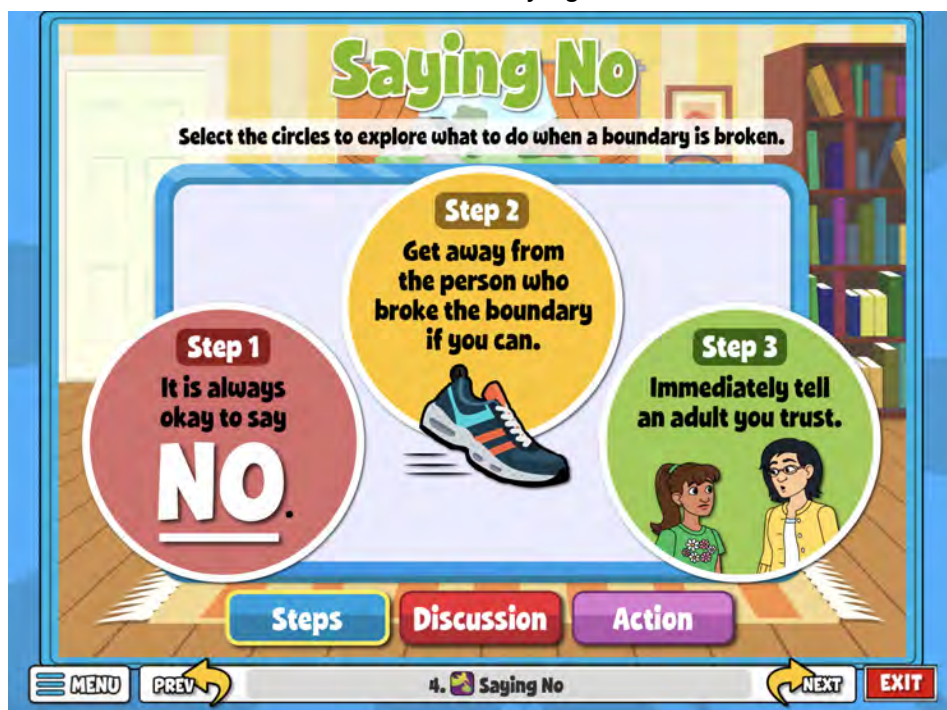 Saying No
Select the circles to explore what to do when a boundary is broken.
Step 1
It is always
okay to say
NO.
Step 2
Get away from
the person who
broke the boundary
if you can.
Step 3
Immediately tell
an adult you trust.
Steps
Discussion
Action
MENU
PREV
4. Saying No
NEXT
EXIT